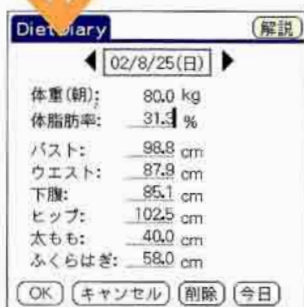 DietDiary
解説
02/8/25(日)
体重(朝): 80.0 kg
体脂肪率: 31.3 %
バスト: 98.8 cm
ウエスト: 87.9 cm
下腹: 85.1 cm
ヒップ: 102.5 cm
太もも: 40.0 cm
ふくらはぎ: 58.0 cm
OK キャンセル 削除 今日